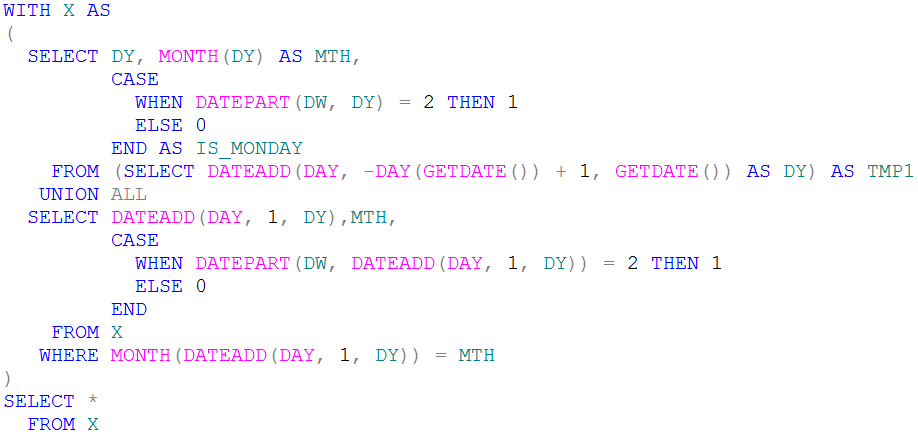 WITH X AS
(
  SELECT DY, MONTH(DY) AS MTH,
         CASE
           WHEN DATEPART(DW, DY) = 2 THEN 1
           ELSE 0
         END AS IS_MONDAY
    FROM (SELECT DATEADD(DAY, -DAY(GETDATE()) + 1, GETDATE()) AS DY) AS TMP1
   UNION ALL
  SELECT DATEADD(DAY, 1, DY),MTH,
         CASE
           WHEN DATEPART(DW, DATEADD(DAY, 1, DY)) = 2 THEN 1
           ELSE 0
         END
    FROM X
   WHERE MONTH(DATEADD(DAY, 1, DY)) = MTH
)
SELECT *
  FROM X